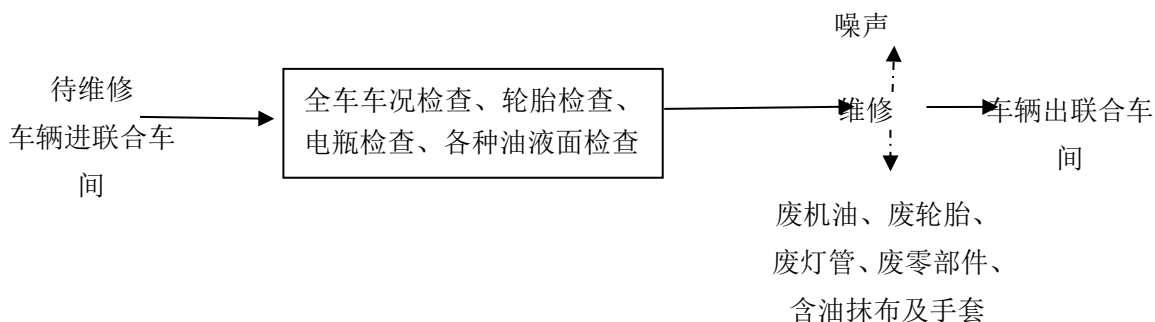 噪声
待维修
车辆进联合车
间
全车车况检查、轮胎检查、
电瓶检查、各种油液面检查
维修
车辆出联合车
间
废机油、废轮胎、
废灯管、废零部件、
含油抹布及手套